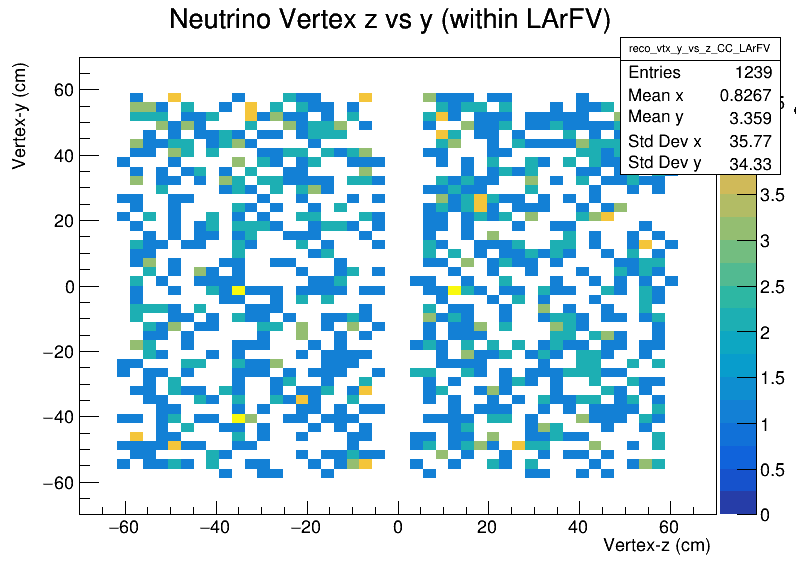 Neutrino Vertex z vs y (within LArFV)
reco_vtx_y_vs_z_CC_LArFV
Entries 1239
Mean x 0.8267
Mean y 3.359
Std Dev x 35.77
Std Dev y 34.33
Vertex-y (cm)
60
40
20
0
−20
−40
−60
−60 −40 −20 0 20 40 60
Vertex-z (cm)
3.5
3
2.5
2
1.5
1
0.5
0